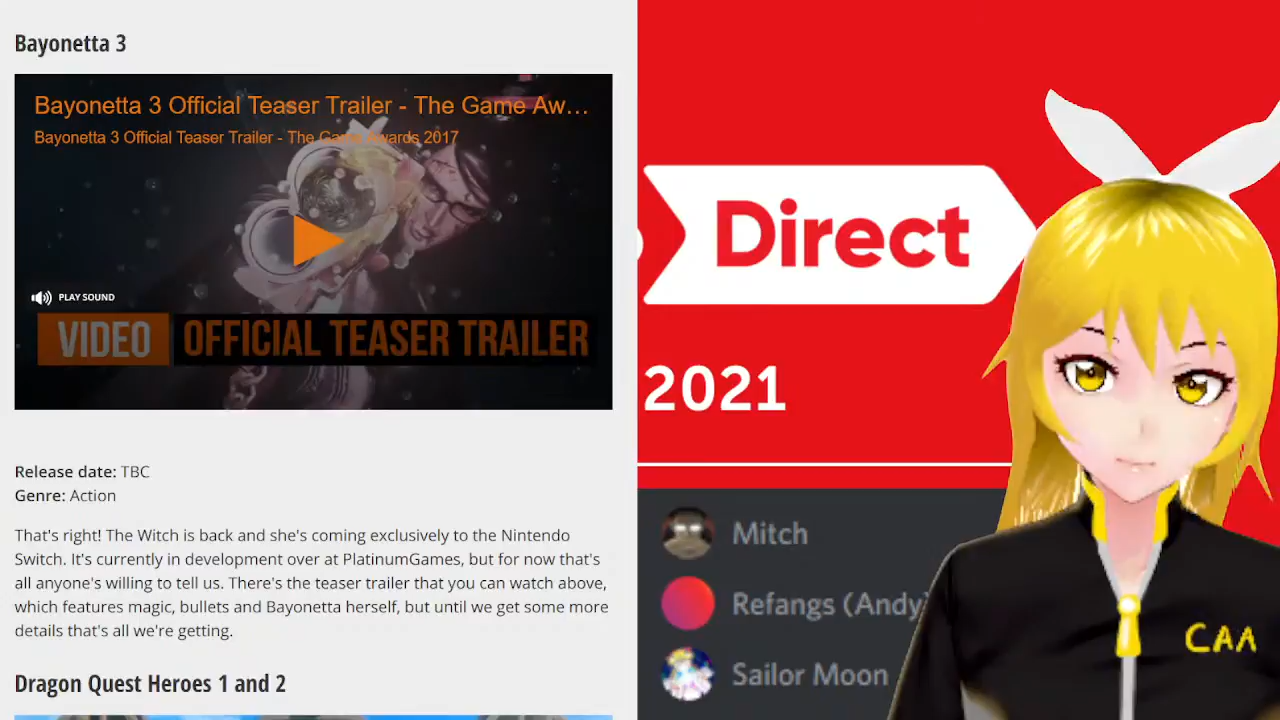 Bayonetta 3
Bayonetta 3 Official Teaser Trailer - The Game Aw…
Bayonetta 3 Official Teaser Trailer - The Game Awards 2017
PLAY SOUND
VIDEO OFFICIAL TEASER TRAILER
Release date: TBC
Genre: Action
That's right! The Witch is back and she's coming exclusively to the Nintendo
Switch. It's currently in development over at PlatinumGames, but for now that's
all anyone's willing to tell us. There's the teaser trailer that you can watch above,
which features magic, bullets and Bayonetta herself, but until we get some more
details that's all we're getting.
Dragon Quest Heroes 1 and 2
Direct
2021
Mitch
Refangs (Andy)
Sailor Moon
CAA